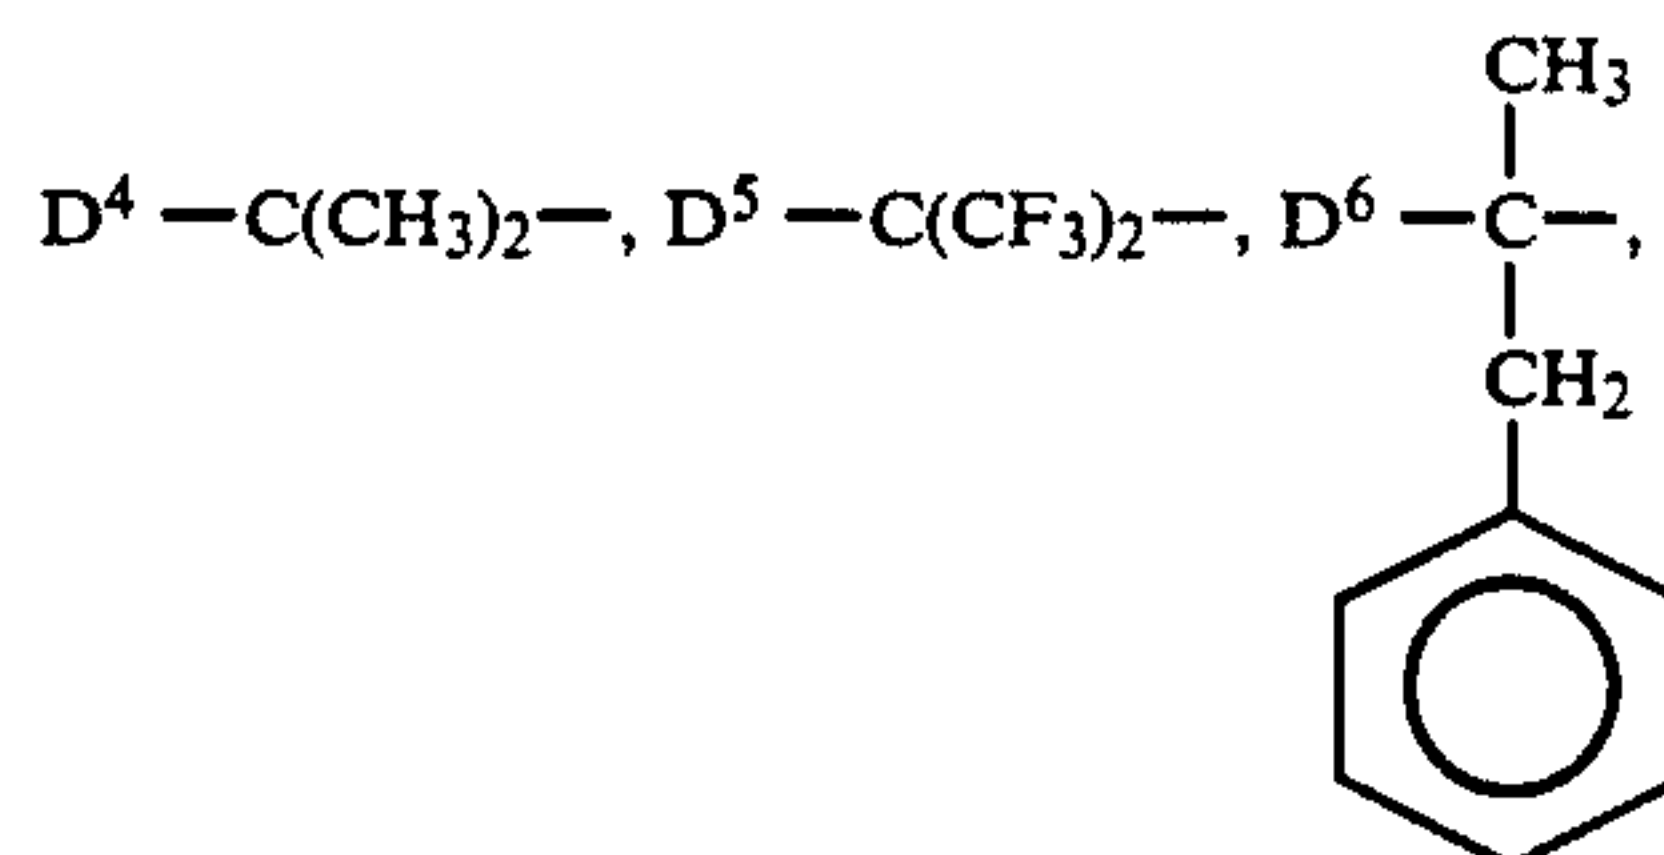 CH₃
D⁴ —C(CH₃)₂—, D⁵ —C(CF₃)₂—, D⁶ —C—,
CH₂